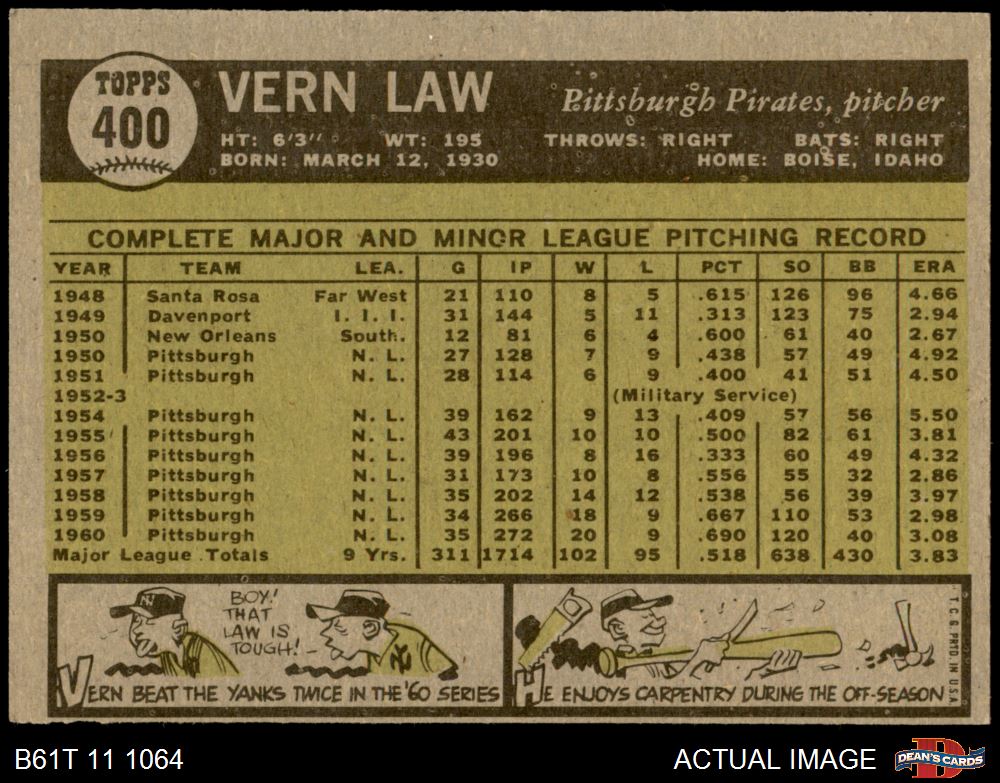 TOPPS
400
VERN LAW
Pittsburgh Pirates, pitcher
HT: 6'3" WT: 195 THROWS: RIGHT BATS: RIGHT
BORN: MARCH 12, 1930 HOME: BOISE, IDAHO
COMPLETE MAJOR AND MINOR LEAGUE PITCHING RECORD
YEAR TEAM LEA. G IP W L PCT SO BB ERA
1948 Santa Rosa Far West 21 110 8 5 .615 126 96 4.66
1949 Davenport I. I. I. 31 144 5 11 .313 123 75 2.94
1950 New Orleans South. 12 81 6 4 .600 61 40 2.67
1950 Pittsburgh N. L. 27 128 7 9 .438 57 49 4.92
1951 Pittsburgh N. L. 28 114 6 9 .400 41 51 4.50
1952-3 (Military Service)
1954 Pittsburgh N. L. 39 162 9 13 .409 57 56 5.50
1955 Pittsburgh N. L. 43 201 10 10 .500 82 61 3.81
1956 Pittsburgh N. L. 39 196 8 16 .333 60 49 4.32
1957 Pittsburgh N. L. 31 173 10 8 .556 55 32 2.86
1958 Pittsburgh N. L. 35 202 14 12 .538 56 39 3.97
1959 Pittsburgh N. L. 34 266 18 9 .667 110 53 2.98
1960 Pittsburgh N. L. 35 272 20 9 .690 120 40 3.08
Major League Totals 9 Yrs. 311 1714 102 95 .518 638 430 3.83
BOY!
THAT
LAW IS
TOUGH!
NY
NY
VERN BEAT THE YANKS TWICE IN THE '60 SERIES
HE ENJOYS CARPENTRY DURING THE OFF-SEASON
T. C. G. PRTD. IN U.S.A.
B61T 11 1064
ACTUAL IMAGE
DEAN'S CARDS
D